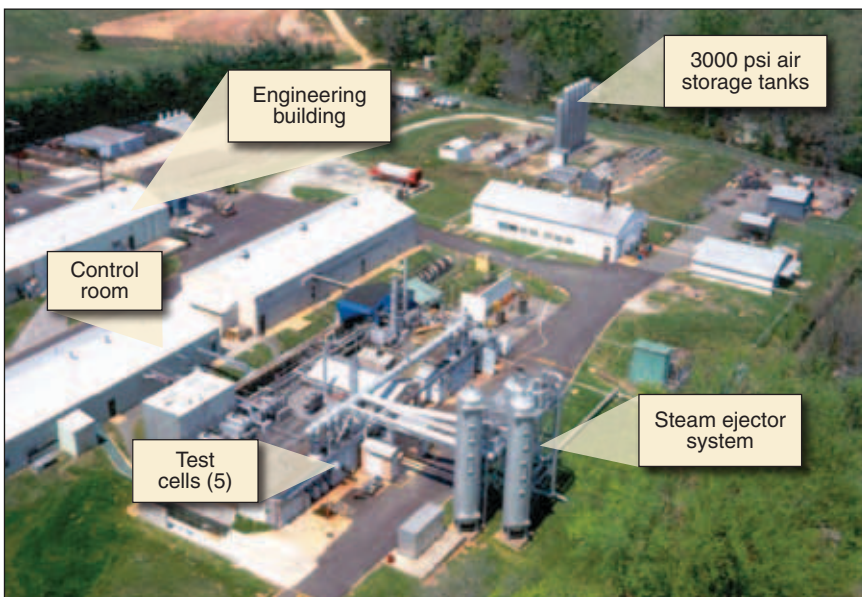 3000 psi air
storage tanks
Engineering
building
Control
room
Steam ejector
system
Test
cells (5)